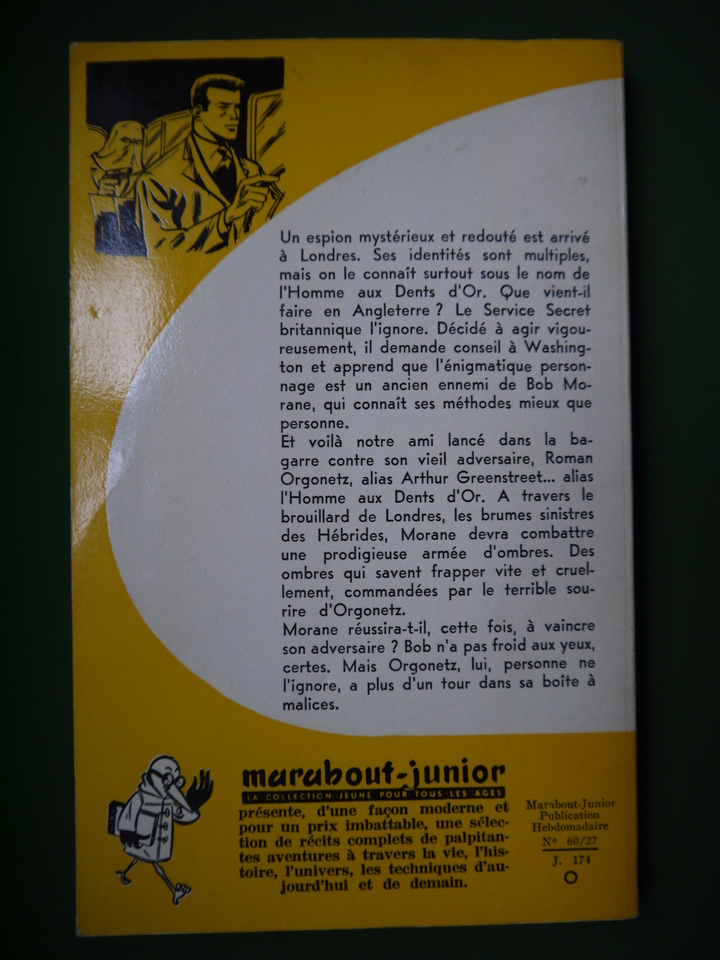 Un espion mystérieux et redouté est arrivé
à Londres. Ses identités sont multiples,
mais on le connaît surtout sous le nom de
l'Homme aux Dents d'Or. Que vient-il
faire en Angleterre ? Le Service Secret
britannique l'ignore. Décidé à agir vigou-
reusement, il demande conseil à Washing-
ton et apprend que l'énigmatique person-
nage est un ancien ennemi de Bob Mo-
rane, qui connaît ses méthodes mieux que
personne.
Et voilà notre ami lancé dans la ba-
garre contre son vieil adversaire, Roman
Orgonetz, alias Arthur Greenstreet... alias
l'Homme aux Dents d'Or. A travers le
brouillard de Londres, les brumes sinistres
des Hébrides, Morane devra combattre
une prodigieuse armée d'ombres. Des
ombres qui savent frapper vite et cruel-
lement, commandées par le terrible sou-
rire d'Orgonetz.
Morane réussira-t-il, cette fois, à vaincre
son adversaire ? Bob n'a pas froid aux yeux,
certes. Mais Orgonetz, lui, personne ne
l'ignore, a plus d'un tour dans sa boîte à
malices.
marabout-junior
LA COLLECTION JEUNE POUR TOUS LES AGES
présente, d'une façon moderne et
pour un prix imbattable, une sélec-
tion de récits complets de palpitan-
tes aventures à travers la vie, l'his-
toire, l'univers, les techniques d'au-
jourd'hui et de demain.
Marabout-Junior
Publication
Hebdomadaire
Nº 60/27
J. 174